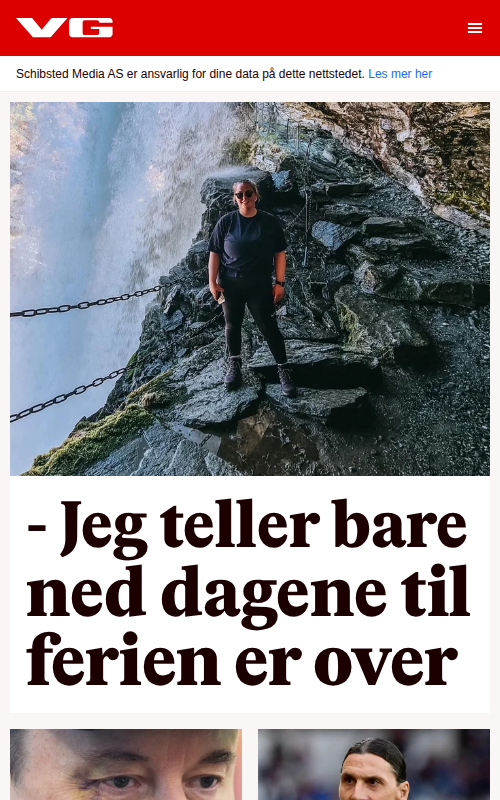 VG
Schibsted Media AS er ansvarlig for dine data på dette nettstedet. Les mer her
- Jeg teller bare
ned dagene til
ferien er over